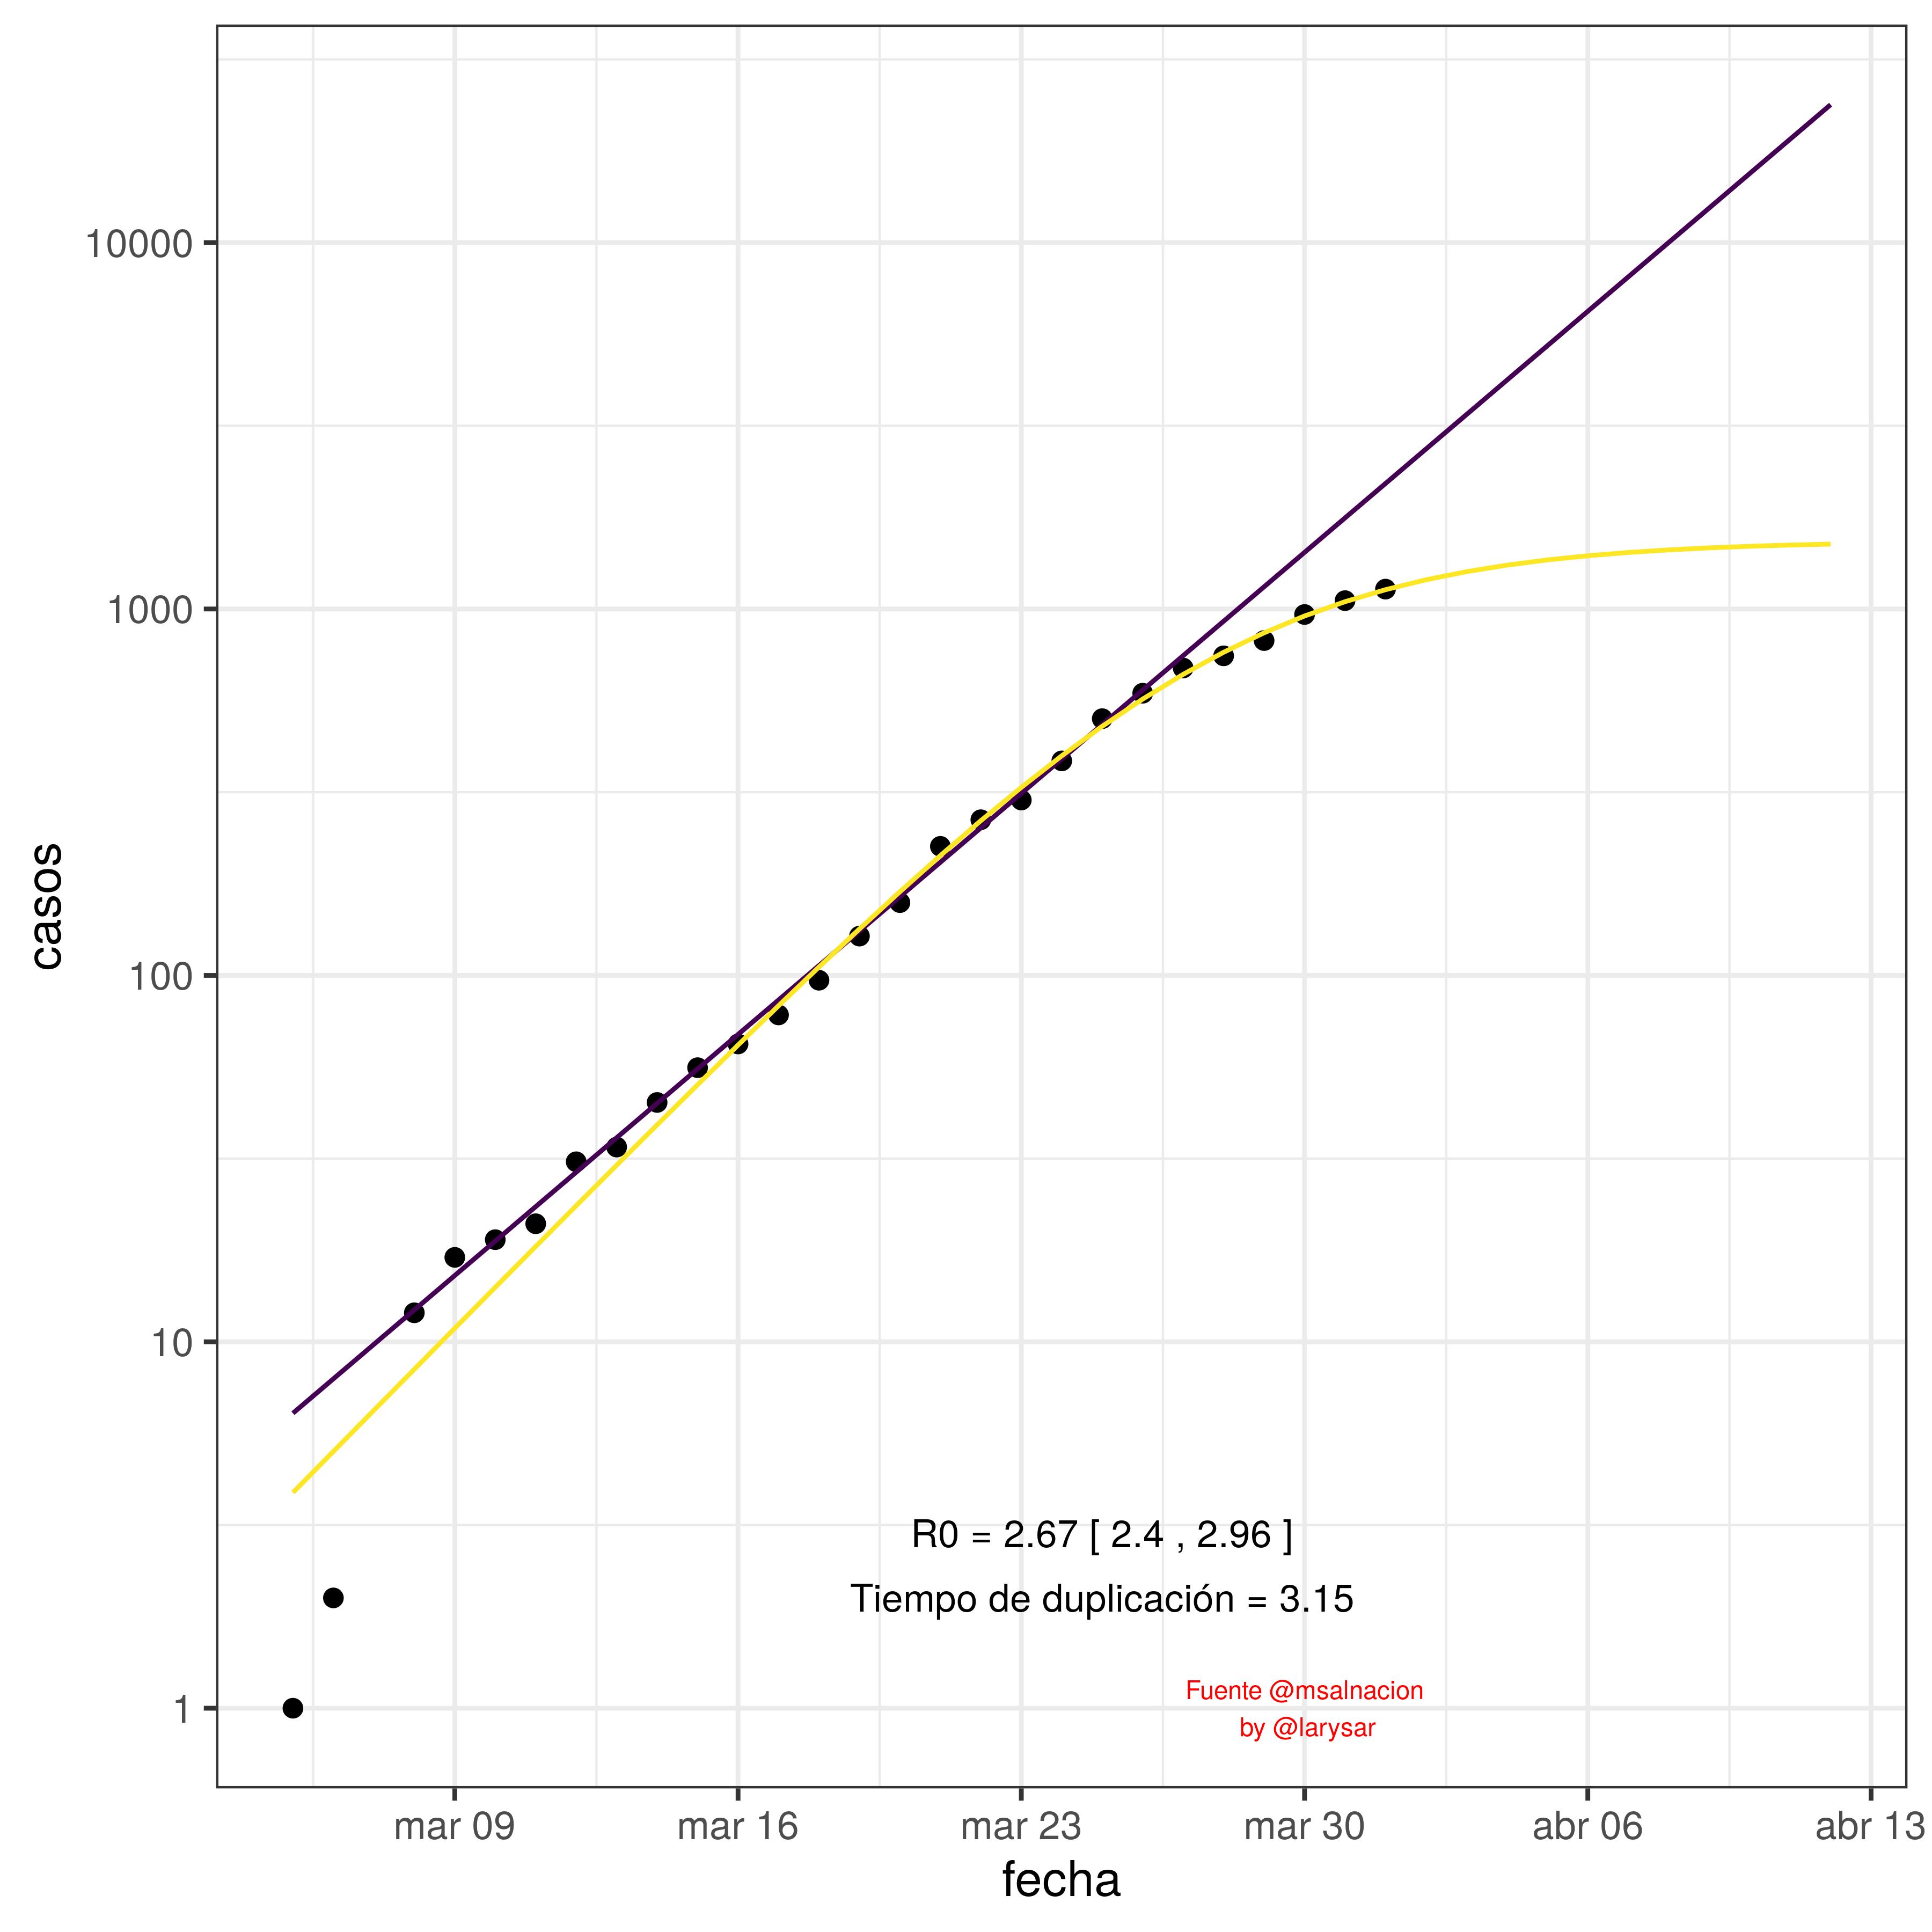 10000
1000
100
10
1
casos
R0 = 2.67 [ 2.4 , 2.96 ]
Tiempo de duplicación = 3.15
Fuente @msalnacion
by @larysar
mar 09 mar 16 mar 23 mar 30 abr 06 abr 13
fecha